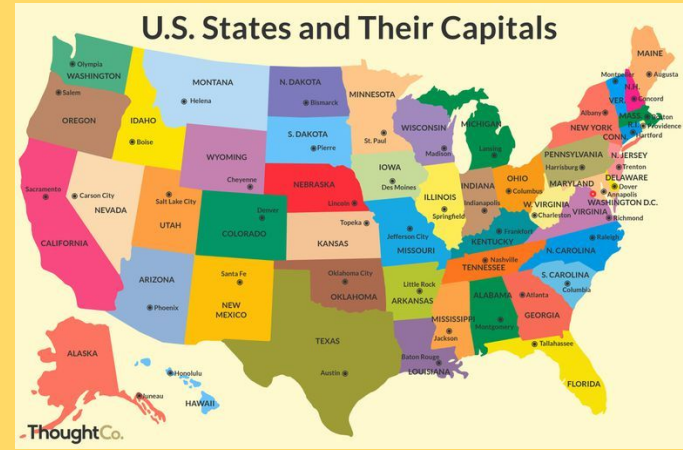 U.S. States and Their Capitals
MAINE
Augusta
Olympia
WASHINGTON
MONTANA
Helena
N. DAKOTA
Bismarck
MINNESOTA
St. Paul
Montpelier
VER.
N.H.
Concord
Salem
OREGON
IDAHO
Boise
S. DAKOTA
Pierre
WISCONSIN
Madison
MICHIGAN
Lansing
Albany
NEW YORK
MASS.
Boston
R.I.
Providence
CONN.
Hartford
WYOMING
Cheyenne
IOWA
Des Moines
PENNSYLVANIA
Harrisburg
N. JERSEY
Trenton
Sacramento
Carson City
NEVADA
Salt Lake City
UTAH
Denver
COLORADO
NEBRASKA
Lincoln
ILLINOIS
Springfield
INDIANA
Indianapolis
OHIO
Columbus
MARYLAND
DELAWARE
Dover
Annapolis
WASHINGTON D.C.
W. VIRGINIA
Charleston
VIRGINIA
Richmond
CALIFORNIA
Topeka
KANSAS
Jefferson City
MISSOURI
Frankfort
KENTUCKY
Raleigh
N. CAROLINA
ARIZONA
Phoenix
Santa Fe
NEW
MEXICO
Oklahoma City
OKLAHOMA
Little Rock
ARKANSAS
Nashville
TENNESSEE
S. CAROLINA
Columbia
MISSISSIPPI
Jackson
ALABAMA
Montgomery
Atlanta
GEORGIA
TEXAS
Austin
Baton Rouge
LOUISIANA
Tallahassee
FLORIDA
ALASKA
Juneau
Honolulu
HAWAII
ThoughtCo.